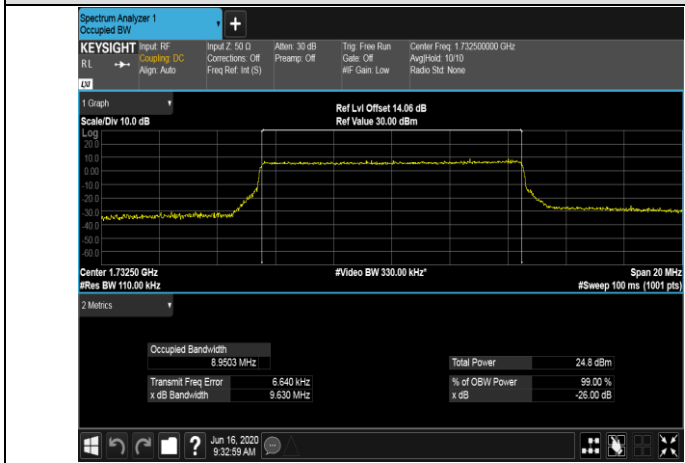 Spectrum Analyzer 1
Occupied BW
+
KEYSIGHT Input: RF Input Z: 50 Ω Atten: 30 dB Trig: Free Run Center Freq: 1.732500000 GHz
RL Coupling: DC Corrections: Off Preamp: Off Gate: Off Avg|Hold: 10/10
Align: Auto Freq Ref: Int (S) #IF Gain: Low Radio Std: None
LXI
1 Graph
Ref Lvl Offset 14.06 dB
Scale/Div 10.0 dB Ref Value 30.00 dBm
Log
20.0
10.0
0.00
-10.0
-20.0
-30.0
-40.0
-50.0
-60.0
Center 1.73250 GHz #Video BW 330.00 kHz* Span 20 MHz
#Res BW 110.00 kHz #Sweep 100 ms (1001 pts)
2 Metrics
Occupied Bandwidth
8.9503 MHz Total Power 24.8 dBm
Transmit Freq Error 6.640 kHz % of OBW Power 99.00 %
x dB Bandwidth 9.630 MHz x dB -26.00 dB
? Jun 16, 2020
9:32:59 AM